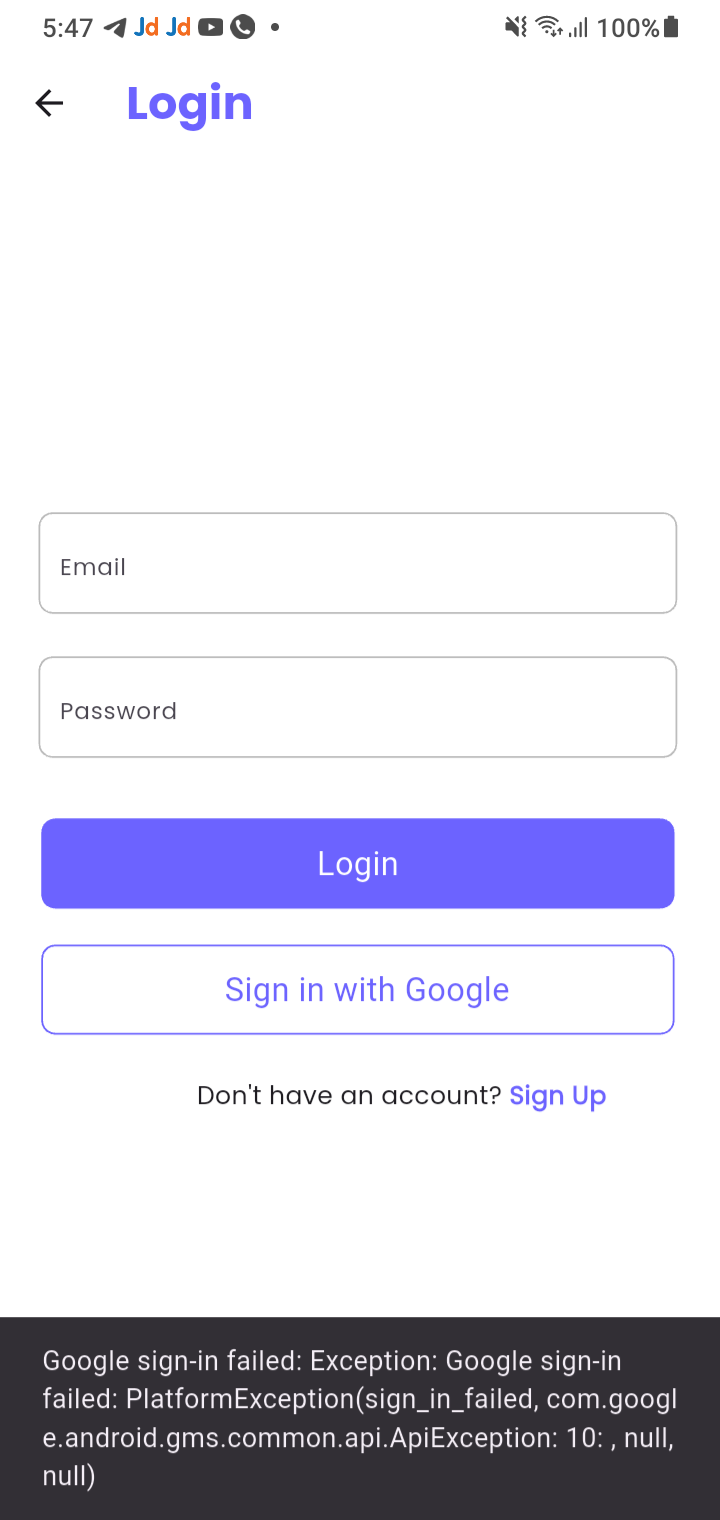 5:47 Jd Jd 100%
Login
Email
Password
Login
Sign in with Google
Don't have an account? Sign Up
Google sign-in failed: Exception: Google sign-in
failed: PlatformException(sign_in_failed, com.googl
e.android.gms.common.api.ApiException: 10: , null,
null)